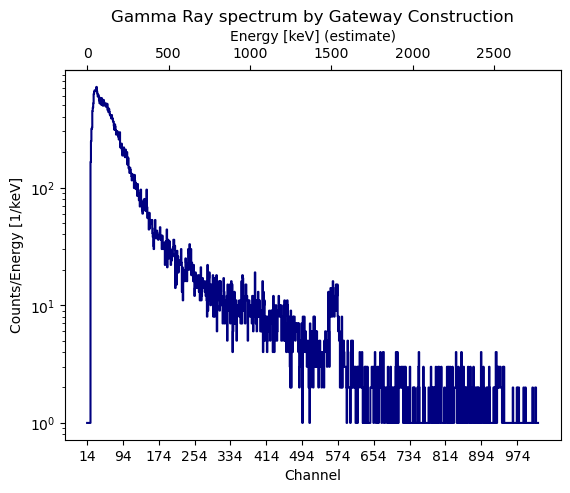 Gamma Ray spectrum by Gateway Construction
Energy [keV] (estimate)
0 500 1000 1500 2000 2500
Counts/Energy [1/keV]
10²
10¹
10⁰
14 94 174 254 334 414 494 574 654 734 814 894 974
Channel